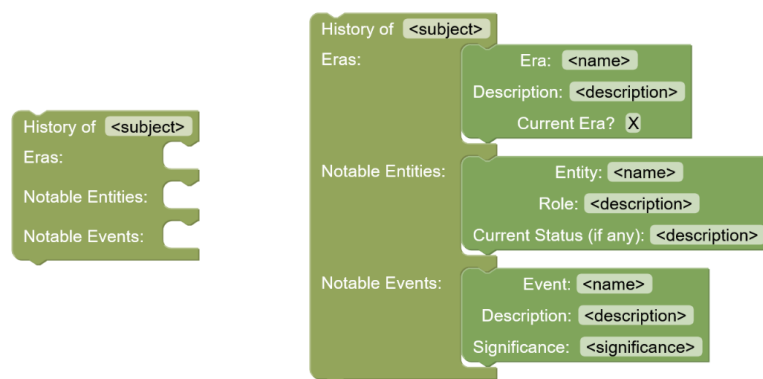 History of <subject>
Eras:
Notable Entities:
Notable Events:
History of <subject>
Eras:
Era: <name>
Description: <description>
Current Era? X
Notable Entities:
Entity: <name>
Role: <description>
Current Status (if any): <description>
Notable Events:
Event: <name>
Description: <description>
Significance: <significance>